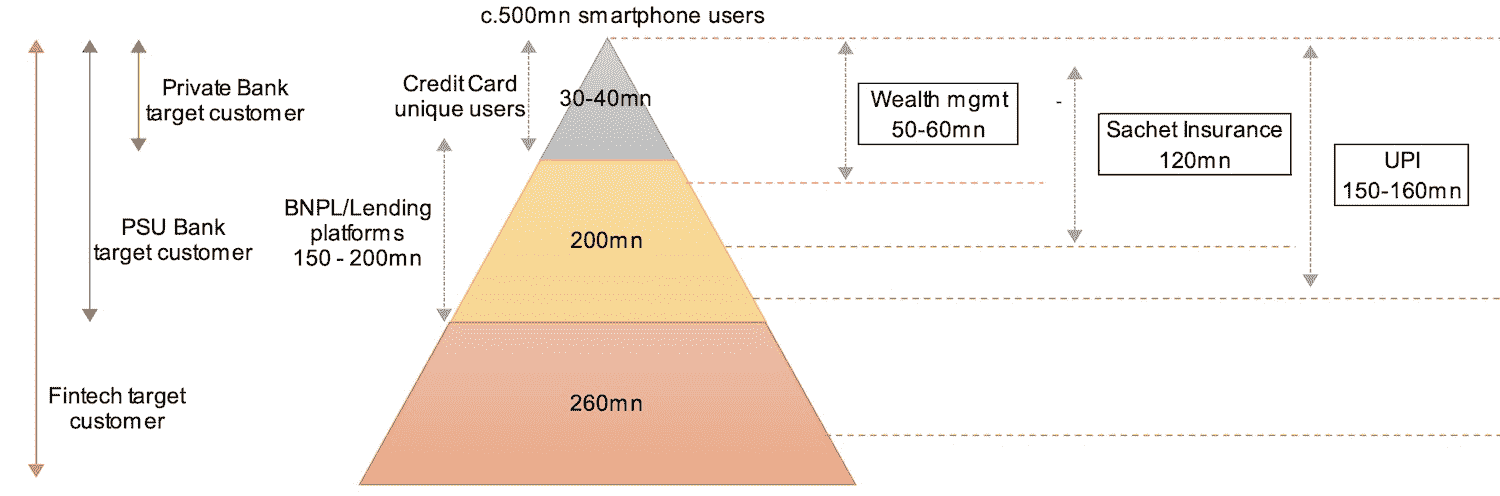 c.500mn smartphone users
Private Bank
target customer
Credit Card
unique users
30-40mn
Wealth mgmt
50-60mn
-
Sachet Insurance
120mn
UPI
150-160mn
PSU Bank
target customer
BNPL/Lending
platforms
150 - 200mn
200mn
Fintech target
customer
260mn